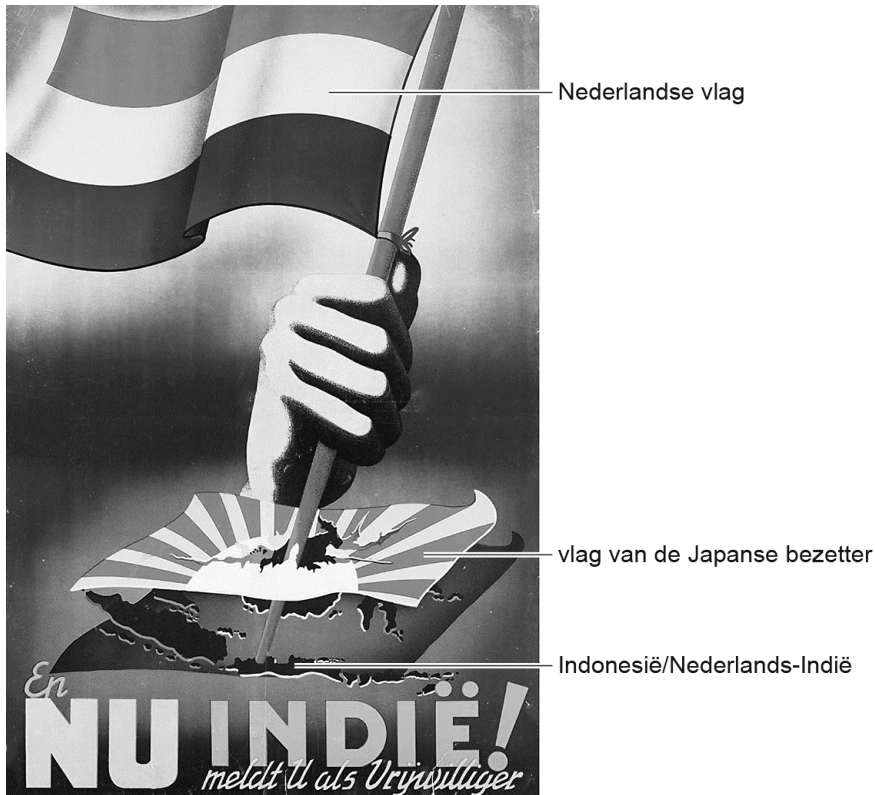 Nederlandse vlag
vlag van de Japanse bezetter
Indonesië/Nederlands-Indië
En
NU INDIË!
meldt U als Vrijwilliger